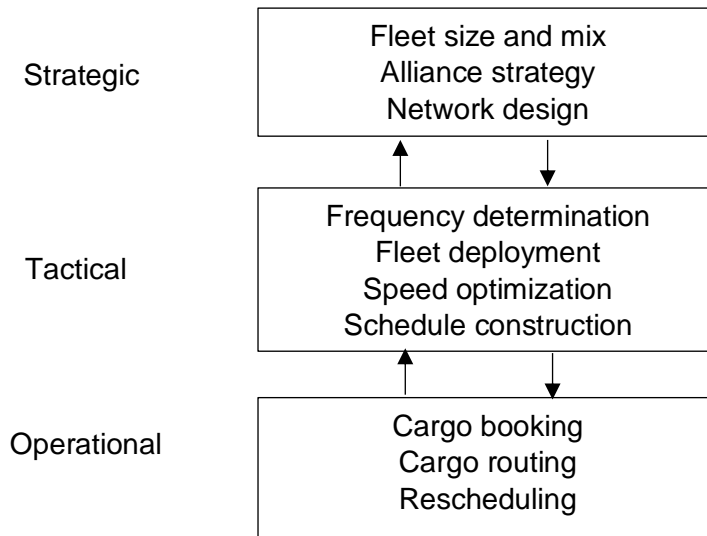 Strategic
Fleet size and mix
Alliance strategy
Network design
Tactical
Frequency determination
Fleet deployment
Speed optimization
Schedule construction
Operational
Cargo booking
Cargo routing
Rescheduling